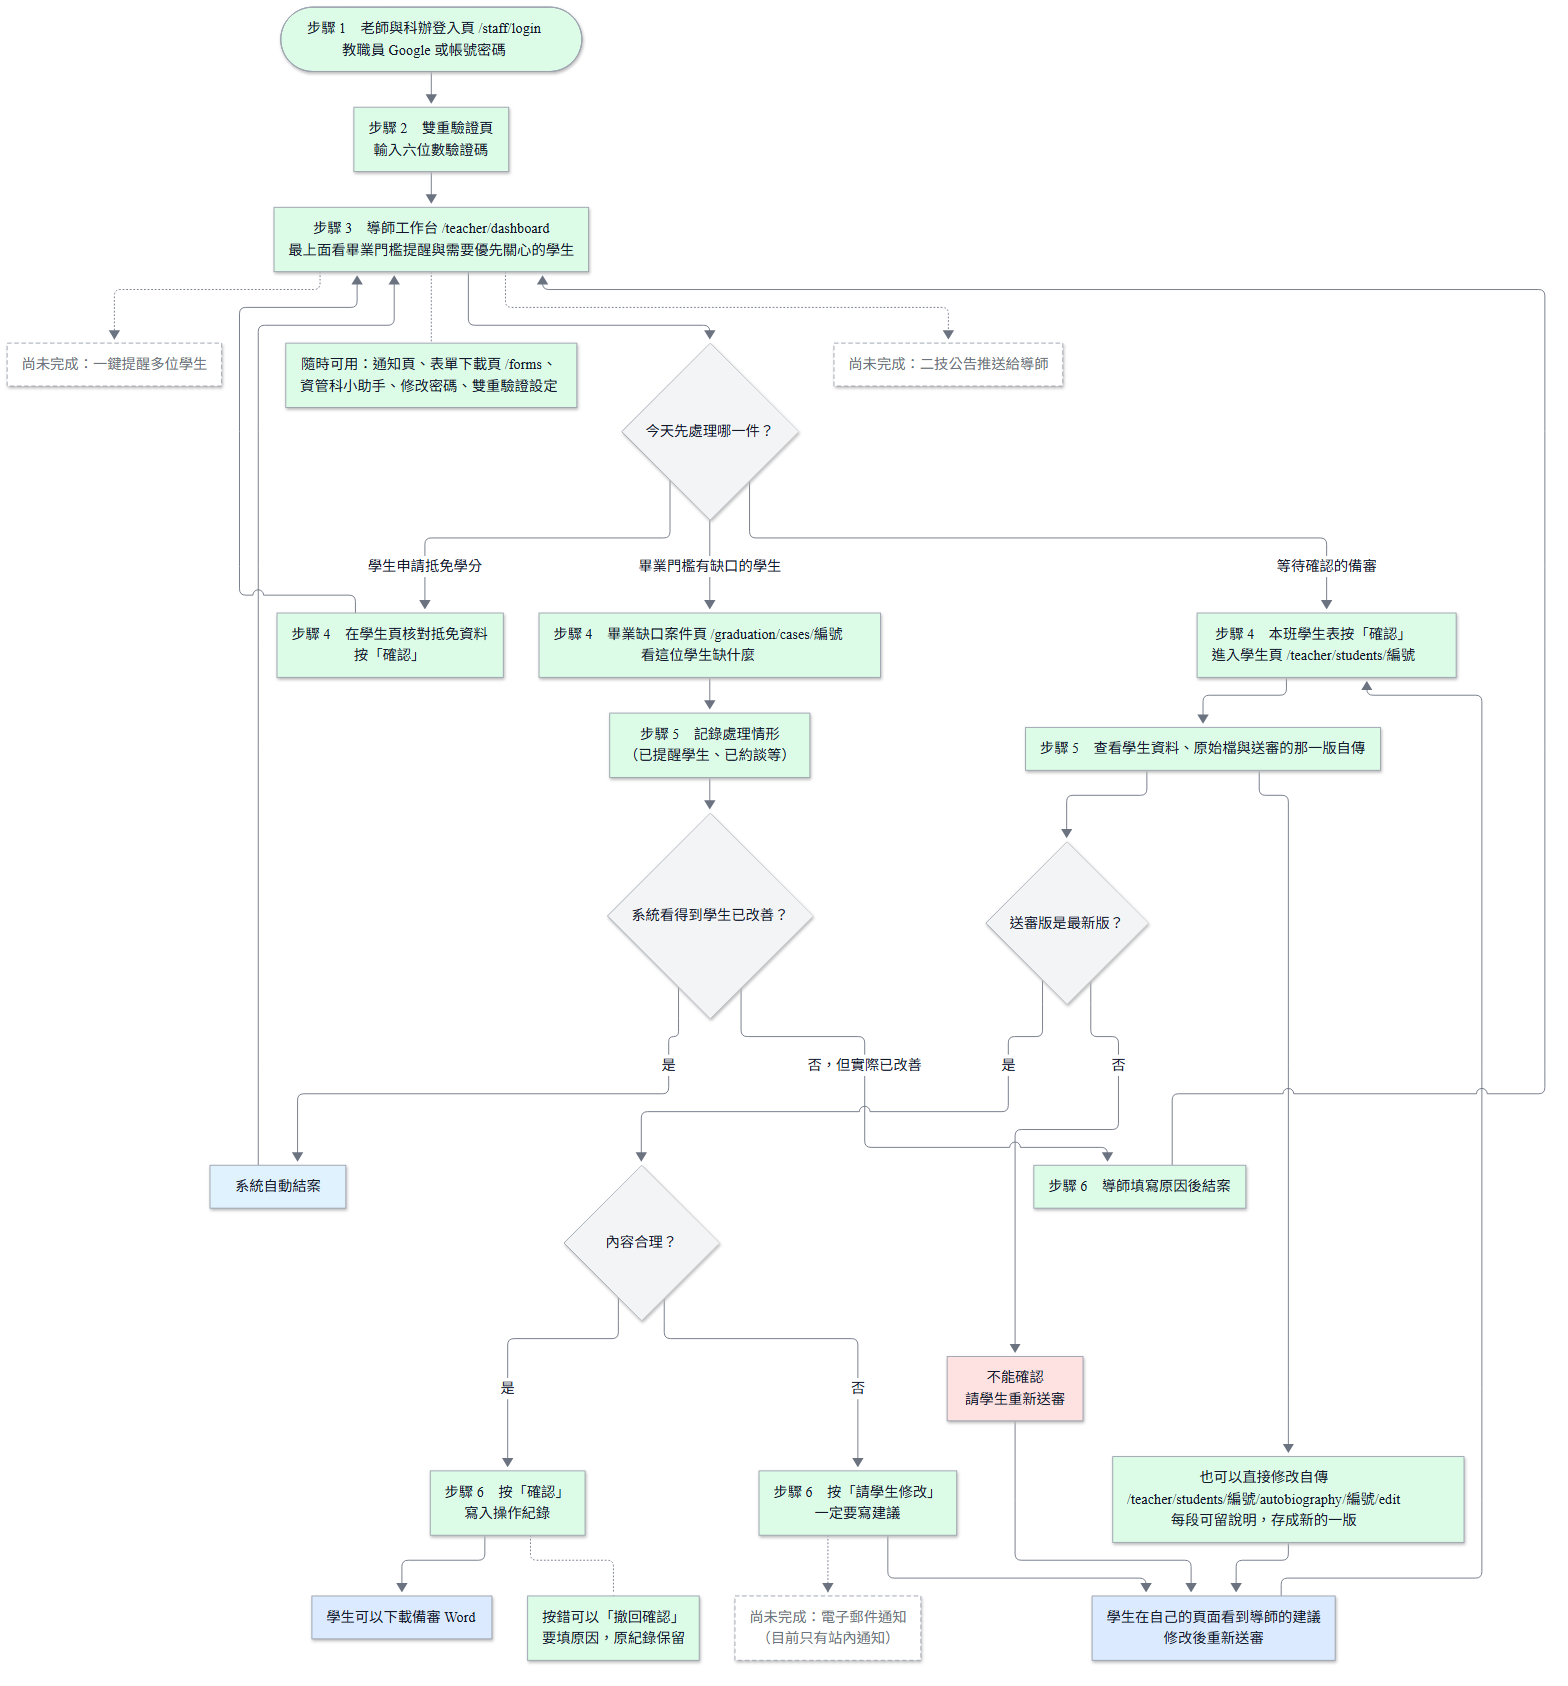 步驟 1　老師與科辦登入頁 /staff/login
教職員 Google 或帳號密碼
步驟 2　雙重驗證頁
輸入六位數驗證碼
步驟 3　導師工作台 /teacher/dashboard
最上面看畢業門檻提醒與需要優先關心的學生
尚未完成：一鍵提醒多位學生
隨時可用：通知頁、表單下載頁 /forms、
資管科小助手、修改密碼、雙重驗證設定
尚未完成：二技公告推送給導師
今天先處理哪一件？
學生申請抵免學分
畢業門檻有缺口的學生
等待確認的備審
步驟 4　在學生頁核對抵免資料
按「確認」
步驟 4　畢業缺口案件頁 /graduation/cases/編號
看這位學生缺什麼
步驟 4　本班學生表按「確認」
進入學生頁 /teacher/students/編號
步驟 5　記錄處理情形
（已提醒學生、已約談等）
步驟 5　查看學生資料、原始檔與送審的那一版自傳
系統看得到學生已改善？
送審版是最新版？
是
否，但實際已改善
是
否
系統自動結案
步驟 6　導師填寫原因後結案
內容合理？
不能確認
請學生重新送審
是
否
步驟 6　按「確認」
寫入操作紀錄
步驟 6　按「請學生修改」
一定要寫建議
也可以直接修改自傳
/teacher/students/編號/autobiography/編號/edit
每段可留說明，存成新的一版
學生可以下載備審 Word
按錯可以「撤回確認」
要填原因，原紀錄保留
尚未完成：電子郵件通知
（目前只有站內通知）
學生在自己的頁面看到導師的建議
修改後重新送審